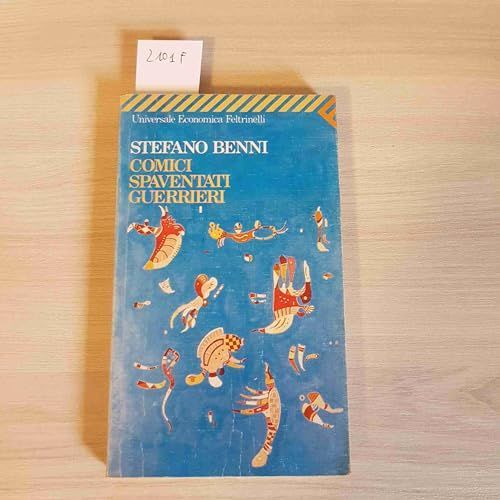 2101 F
Universale Economica Feltrinelli
F
STEFANO BENNI
COMICI
SPAVENTATI
GUERRIERI